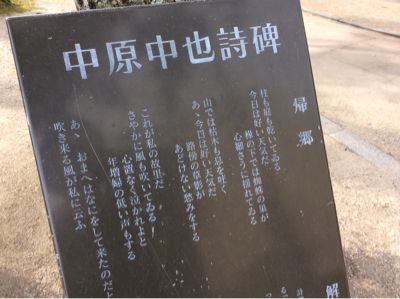 中原中也詩碑
帰郷
柱も庭も乾いてゐる
今日は好い天気だ
椽の下では蜘蛛の巣が
心細さうに揺れてゐる
山では枯木も息を吐く
あゝ今日は好い天気だ
路傍の草影が
あどけない愁みをする
これが私の故里だ
さやかに風も吹いてゐる
心置なく泣かれよと
年増婦の低い声もする
あゝ おまへはなにをして来たのだと
吹き来る風が私に云ふ
解